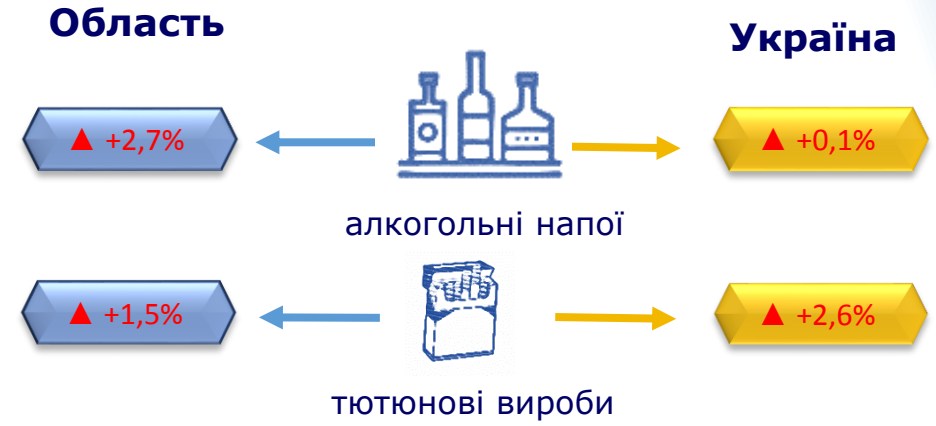 Область
Україна
▲ +2,7%
▲ +0,1%
алкогольні напої
▲ +1,5%
▲ +2,6%
тютюнові вироби